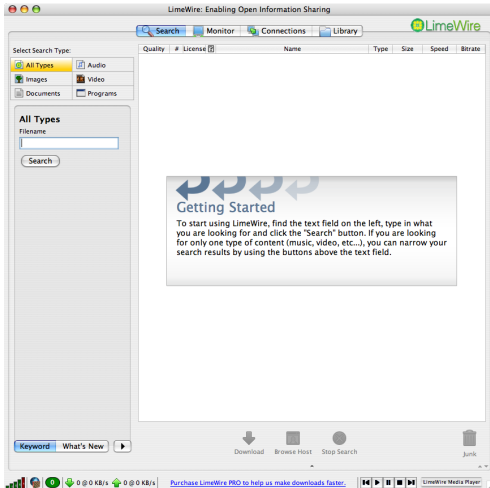 LimeWire: Enabling Open Information Sharing
Search Monitor Connections Library
LimeWire
Select Search Type:
All Types Audio
Images Video
Documents Programs
Quality # License ? Name Type Size Speed Bitrate
All Types
Filename
Search
Getting Started
To start using LimeWire, find the text field on the left, type in what
you are looking for and click the "Search" button. If you are looking
for only one type of content (music, video, etc...), you can narrow your
search results by using the buttons above the text field.
Keyword What's New
Download Browse Host Stop Search
Junk
0 0 @ 0 KB/s 0 @ 0 KB/s Purchase LimeWire PRO to help us make downloads faster. LimeWire Media Player